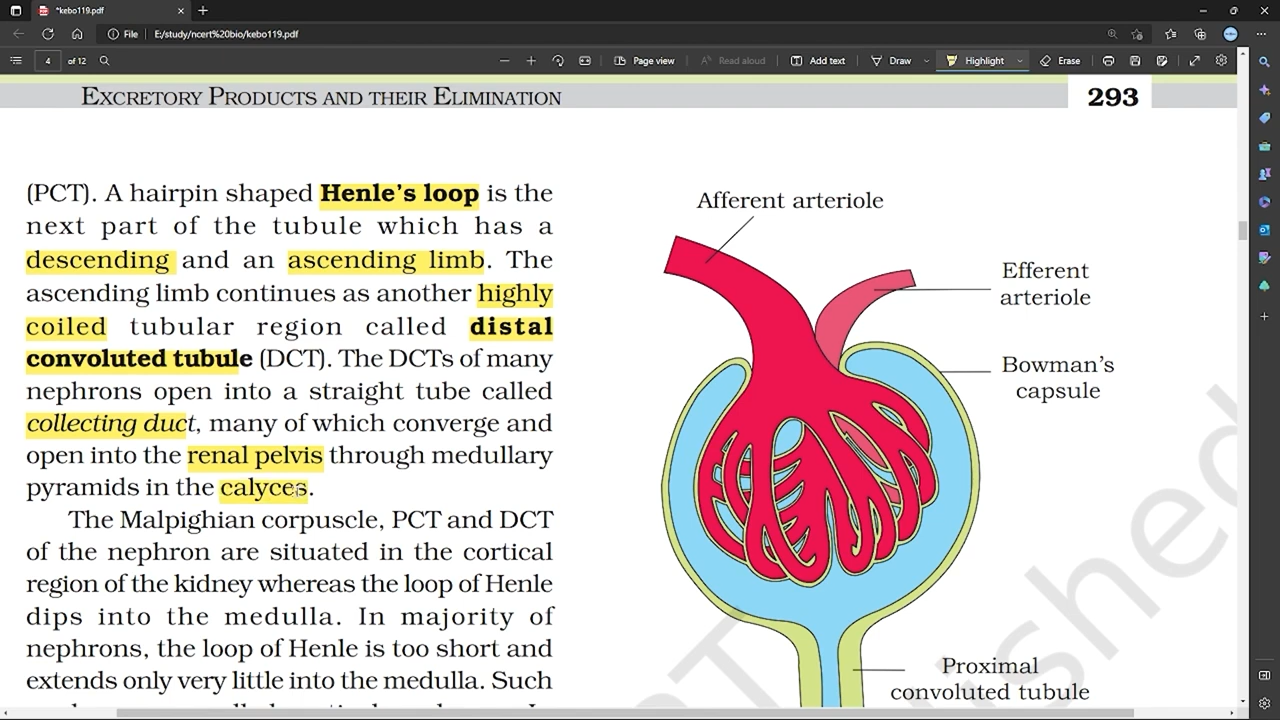 *kebo119.pdf
File
E:/study/ncert%20bio/kebo119.pdf
4
of 12
Page view
Read aloud
Add text
Draw
Highlight
Erase
EXCRETORY PRODUCTS AND THEIR ELIMINATION
293
(PCT). A hairpin shaped Henle's loop is the
next part of the tubule which has a
descending and an ascending limb. The
ascending limb continues as another highly
coiled tubular region called distal
convoluted tubule (DCT). The DCTs of many
nephrons open into a straight tube called
collecting duct, many of which converge and
open into the renal pelvis through medullary
pyramids in the calyces.
The Malpighian corpuscle, PCT and DCT
of the nephron are situated in the cortical
region of the kidney whereas the loop of Henle
dips into the medulla. In majority of
nephrons, the loop of Henle is too short and
extends only very little into the medulla. Such
Afferent arteriole
Efferent
arteriole
Bowman's
capsule
Proximal
convoluted tubule